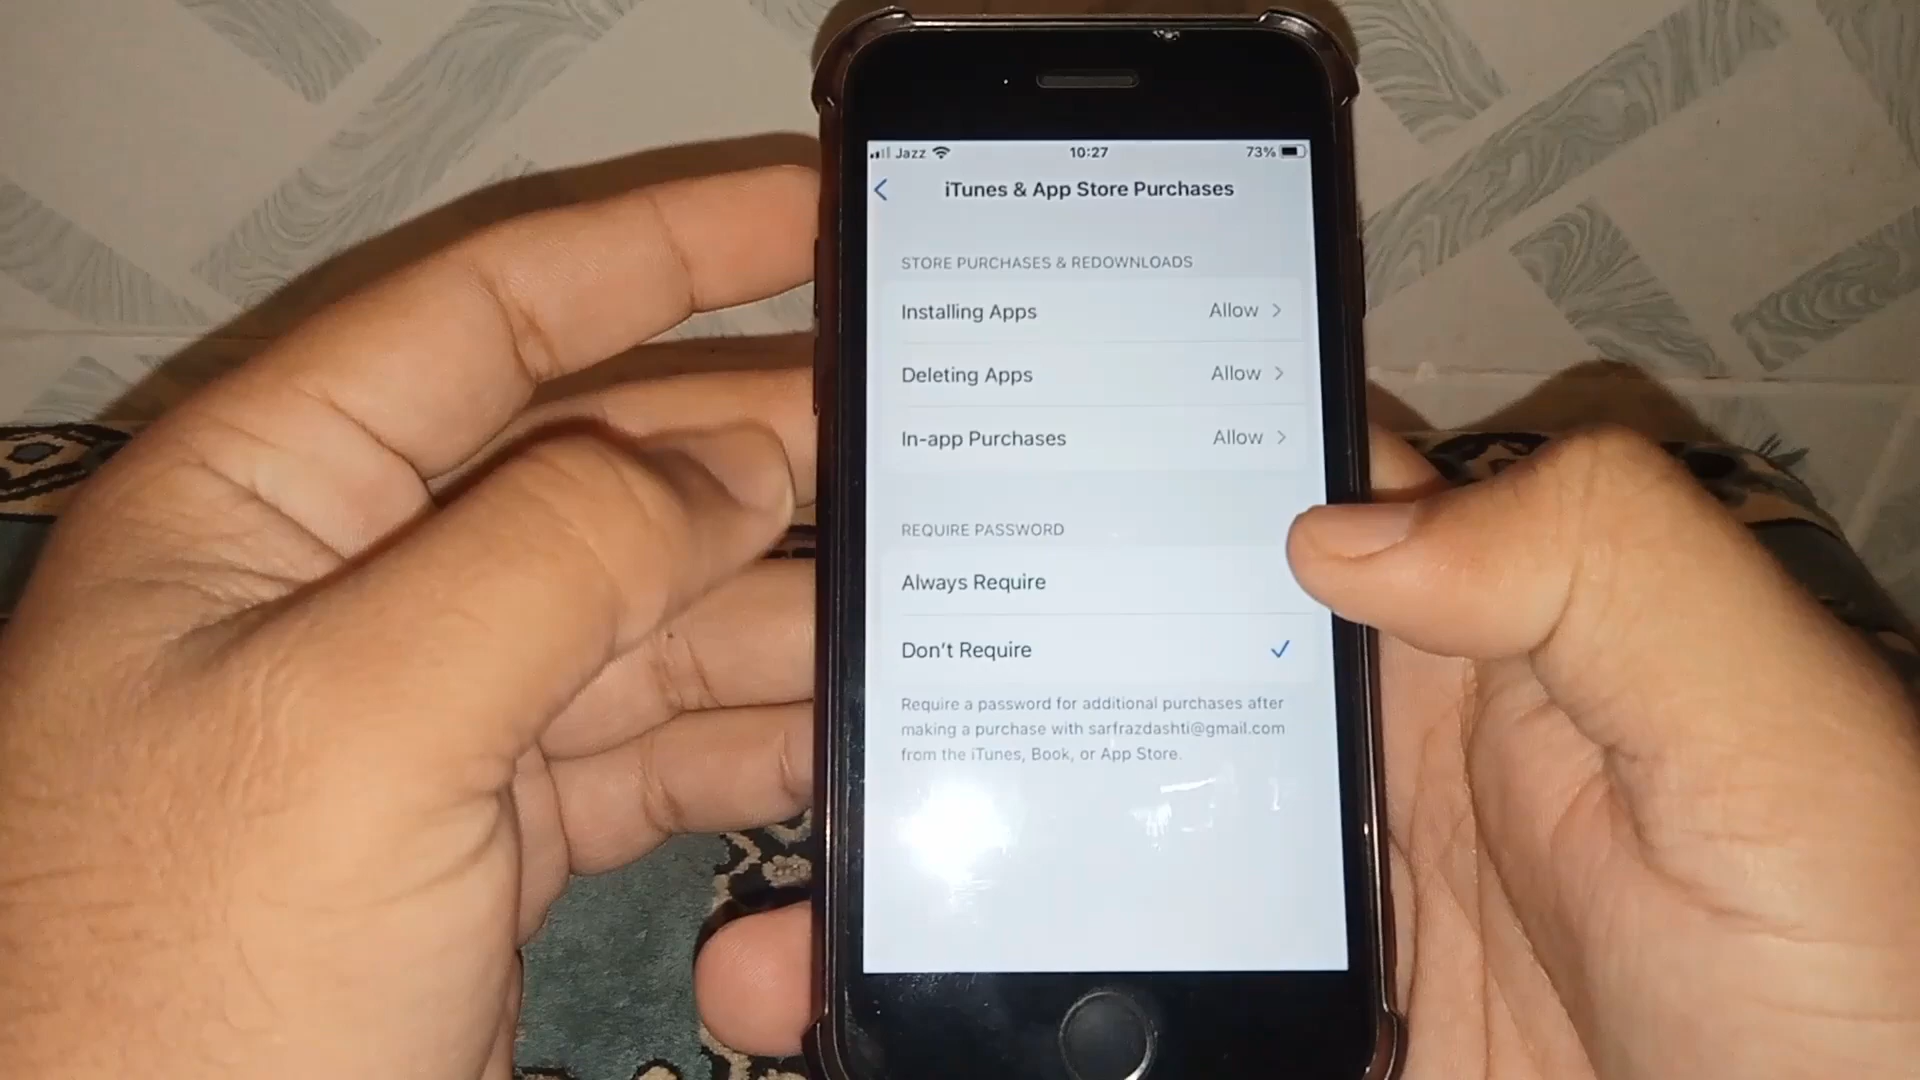 Jazz 10:27 73%
iTunes & App Store Purchases
STORE PURCHASES & REDOWNLOADS
Installing Apps Allow
Deleting Apps Allow
In-app Purchases Allow
REQUIRE PASSWORD
Always Require
Don't Require
Require a password for additional purchases after
making a purchase with sarfrazdashti@gmail.com
from the iTunes, Book, or App Store.